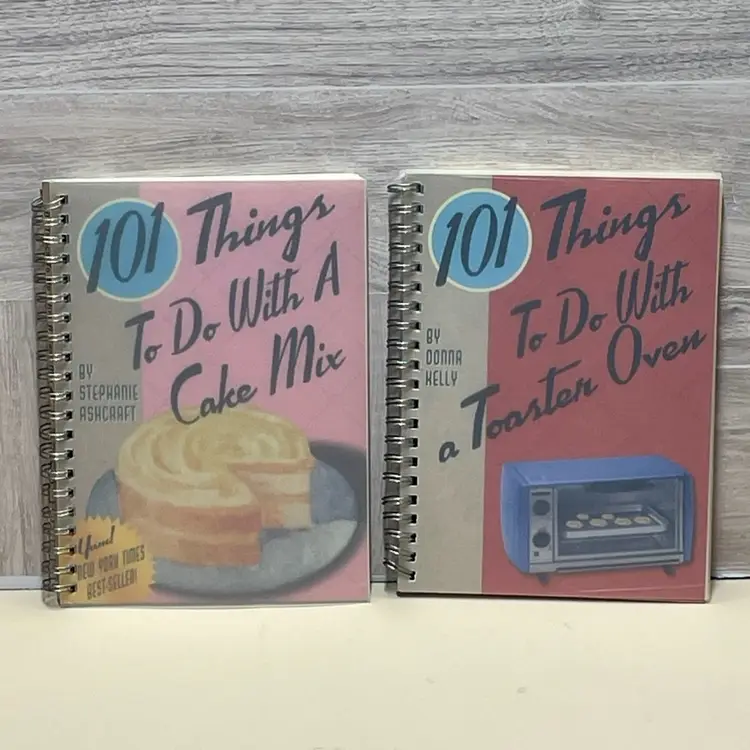 101 Things
To Do With A
Cake Mix
BY
STEPHANIE
ASHCRAFT
Yum!
NEW YORK TIMES
BEST-SELLER!
101 Things
To Do With
a Toaster Oven
BY
DONNA
KELLY